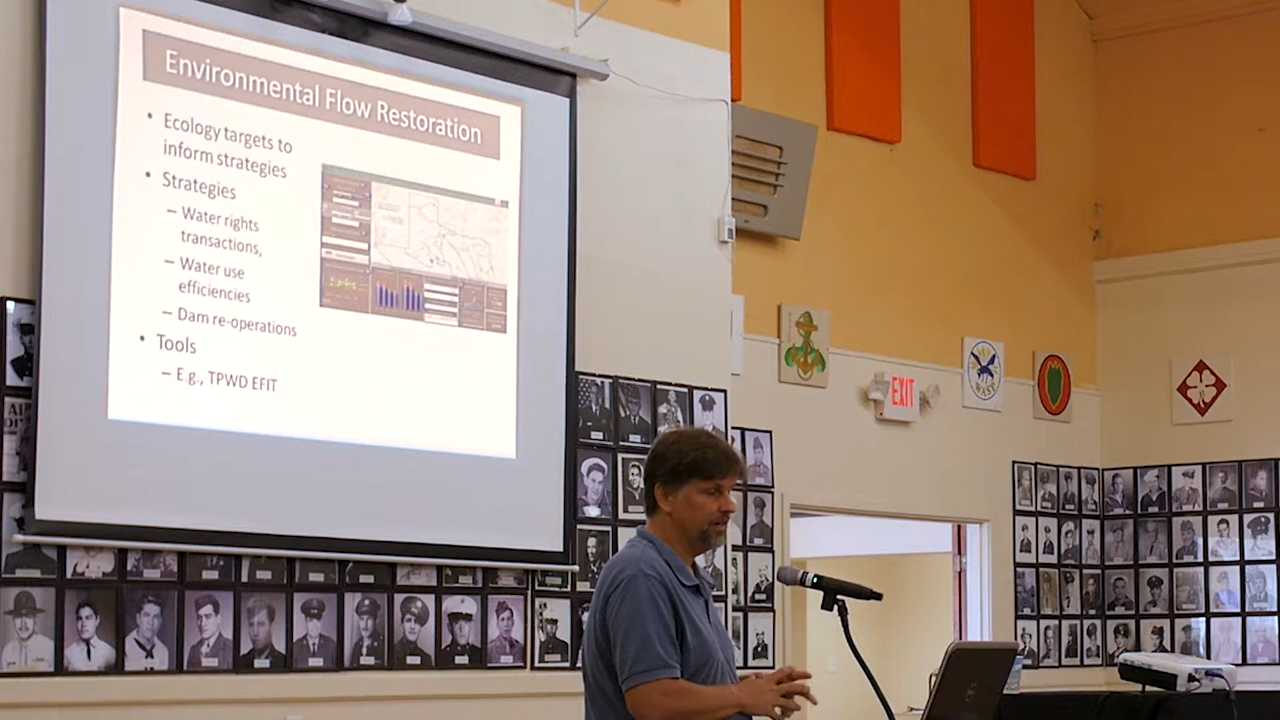 Environmental Flow Restoration
• Ecology targets to
inform strategies
• Strategies
– Water rights
transactions,
– Water use
efficiencies
– Dam re-operations
• Tools
– E.g., TPWD EFIT
EXIT
WASP